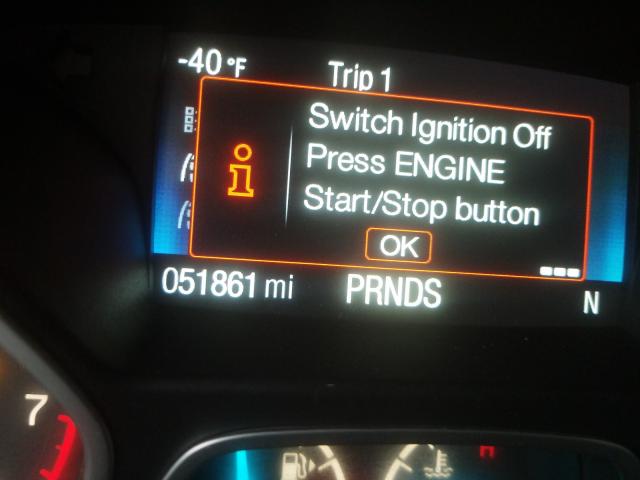 -40 °F Trip 1
Switch Ignition Off
Press ENGINE
Start/Stop button
OK
051861 mi PRNDS N
7
H